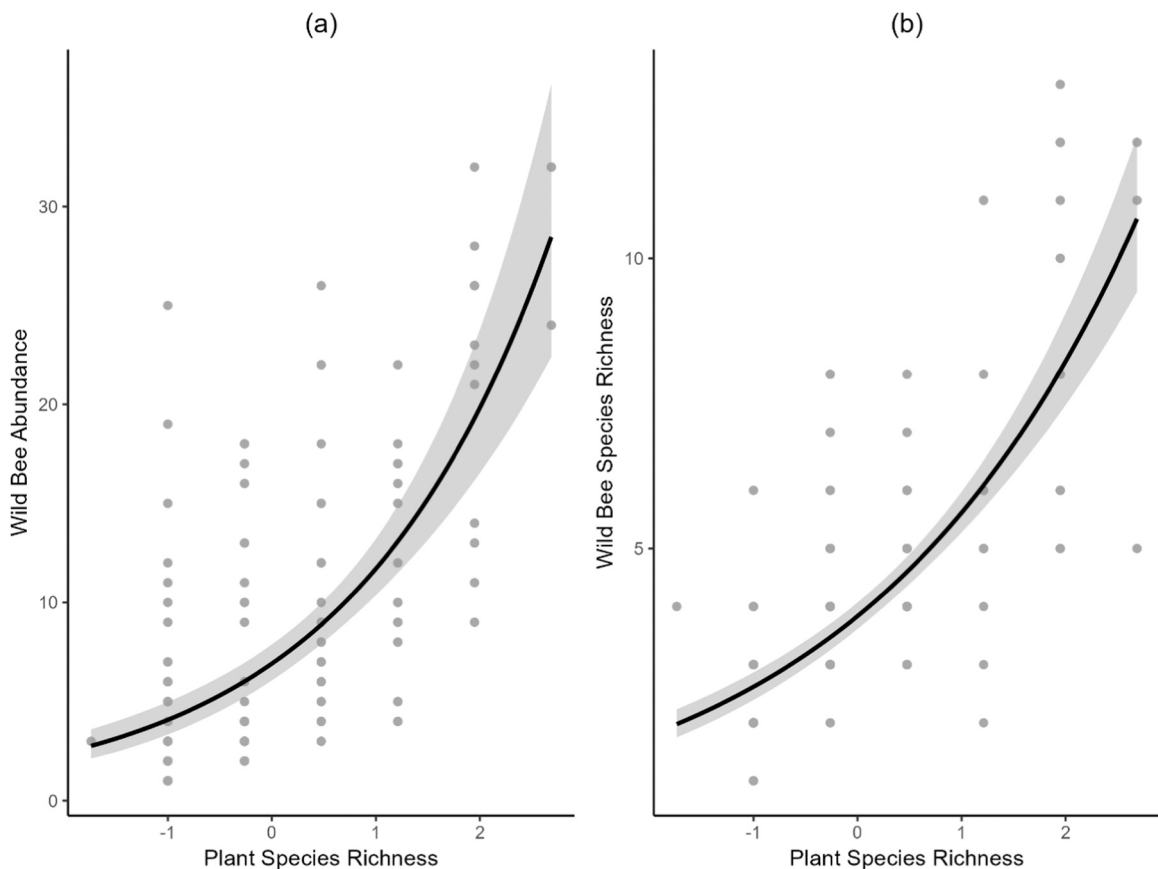 (a)
Wild Bee Abundance
30
20
10
0
-1
0
1
2
Plant Species Richness
(b)
Wild Bee Species Richness
10
5
-1
0
1
2
Plant Species Richness